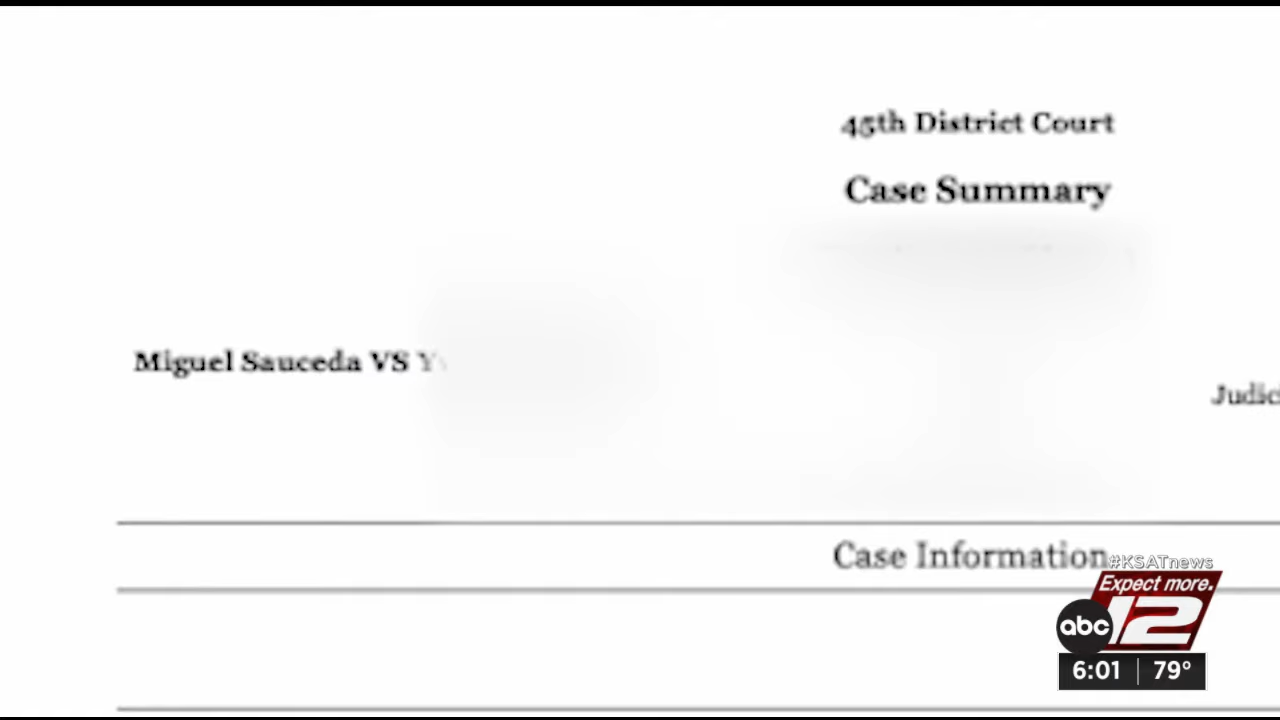 45th District Court
Case Summary
Miguel Sauceda VS
Case Information
#KSATnews
Expect more.
abc 12
6:01 79°